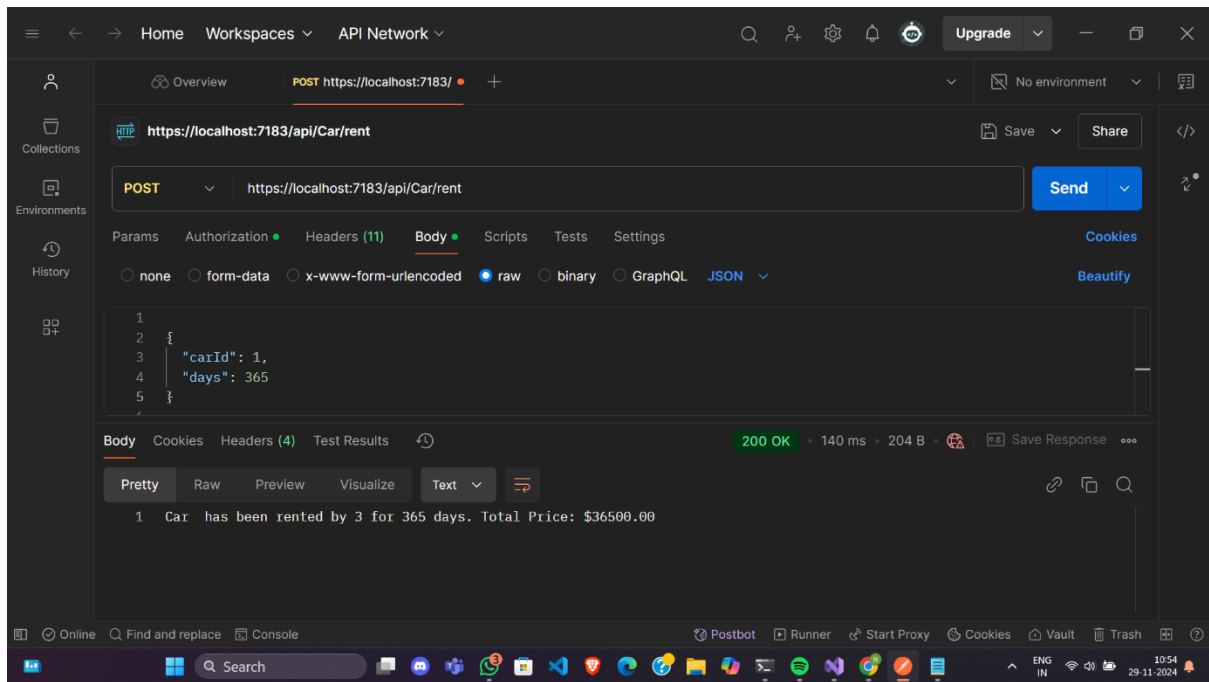 Home Workspaces API Network Upgrade
Overview POST https://localhost:7183/ No environment
HTTP https://localhost:7183/api/Car/rent Save Share
Collections
POST https://localhost:7183/api/Car/rent Send
Environments
Params Authorization Headers (11) Body Scripts Tests Settings Cookies
History
none form-data x-www-form-urlencoded raw binary GraphQL JSON Beautify
1
2 {
3 "carId": 1,
4 "days": 365
5 }
Body Cookies Headers (4) Test Results 200 OK 140 ms 204 B e.g. Save Response
Pretty Raw Preview Visualize Text
1 Car  has been rented by 3 for 365 days. Total Price: $36500.00
Online Find and replace Console Postbot Runner Start Proxy Cookies Vault Trash
Search 3 ENG 10:54
IN 29-11-2024